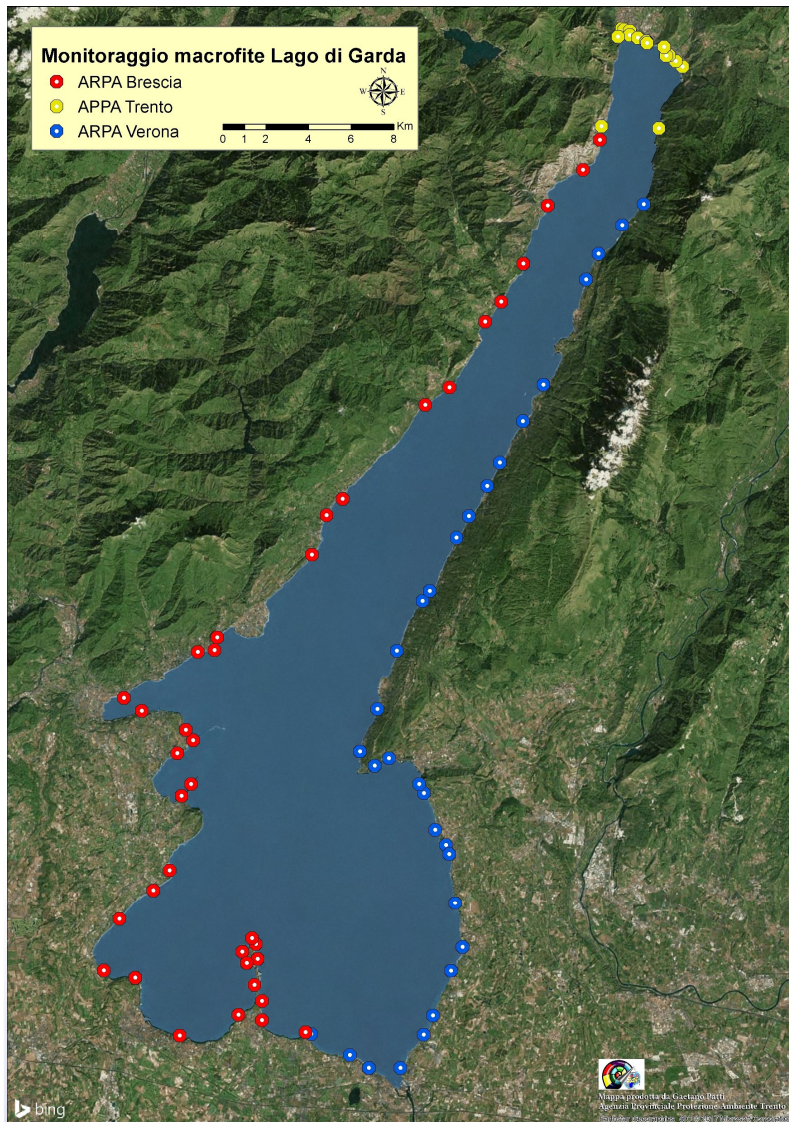 Monitoraggio macrofite Lago di Garda
ARPA Brescia
APPA Trento
ARPA Verona
N
W E
S
Km
0 1 2 4 6 8
bing
Mappa prodotta da Gaetano Patti
Agenzia Provinciale Protezione Ambiente Trento